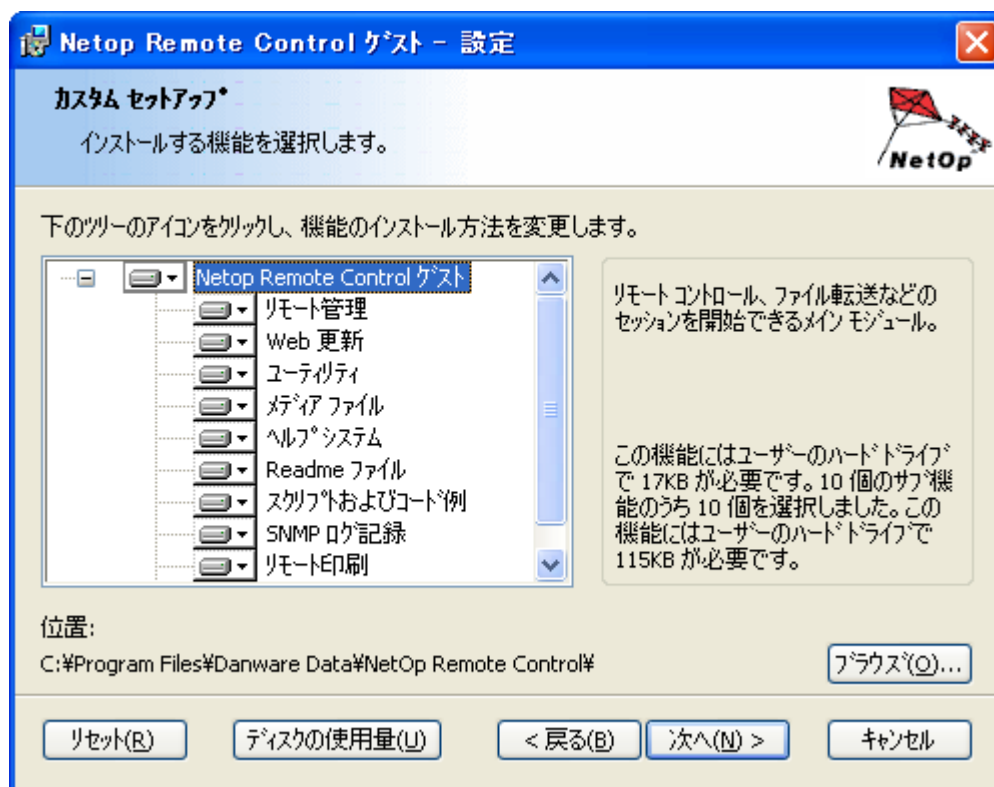 Netop Remote Control ゲスト - 設定
カスタム セットアップ
インストールする機能を選択します。
NetOp
下のツリーのアイコンをクリックし、機能のインストール方法を変更します。
Netop Remote Control ゲスト
リモート管理
Web 更新
ユーティリティ
メディア ファイル
ヘルプ システム
Readme ファイル
スクリプトおよびコード例
SNMP ログ記録
リモート印刷
リモート コントロール、ファイル転送などの
セッションを開始できるメイン モジュール。
この機能にはユーザーのハード ドライブ
で 17KB が必要です。10 個のサブ機
能のうち 10 個を選択しました。この
機能にはユーザーのハード ドライブで
115KB が必要です。
位置:
C:¥Program Files¥Danware Data¥NetOp Remote Control¥
ブラウズ(O)...
リセット(R)
ディスクの使用量(U)
< 戻る(B)
次へ(N) >
キャンセル